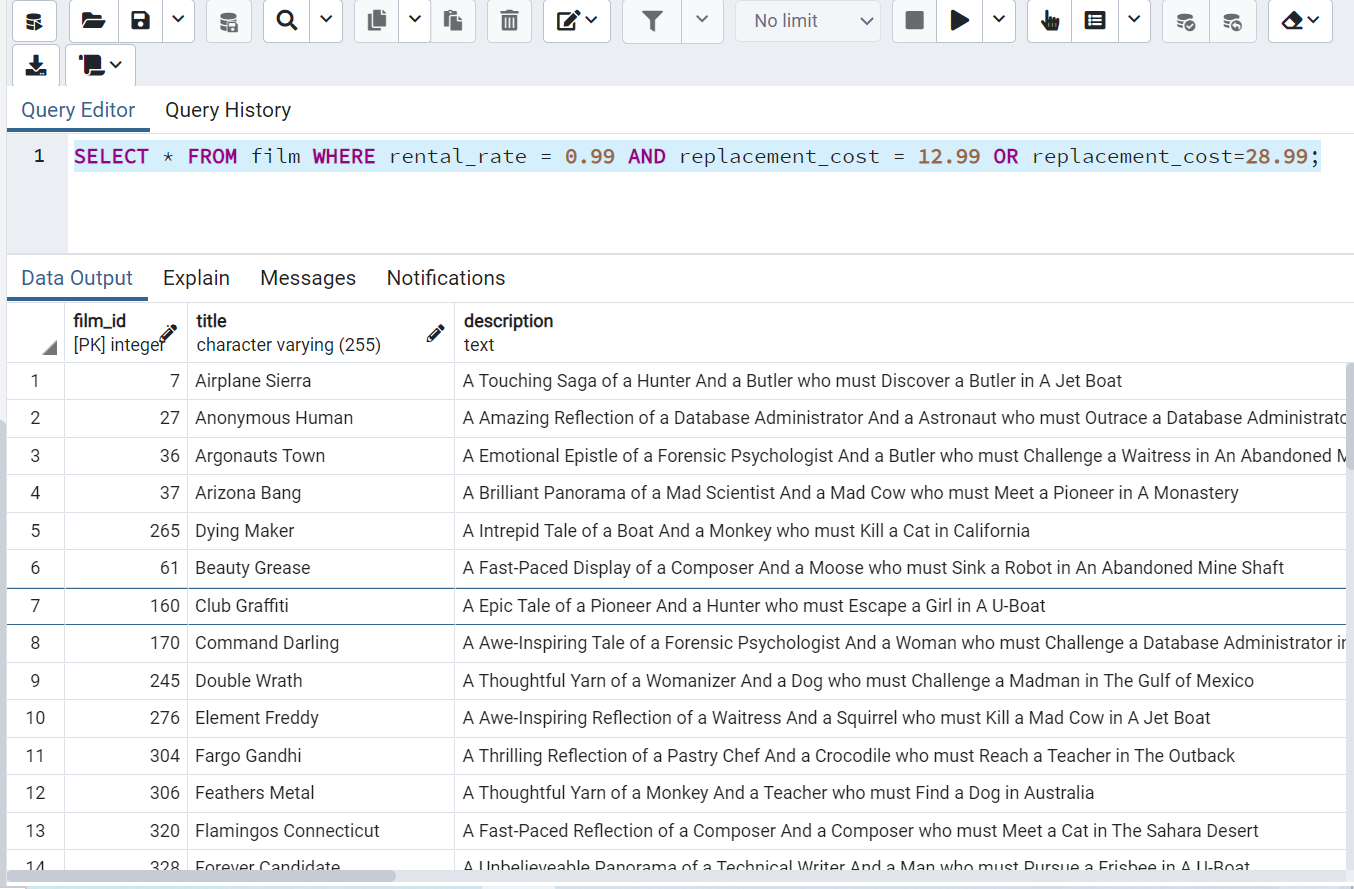 No limit
Query Editor Query History
1 SELECT * FROM film WHERE rental_rate = 0.99 AND replacement_cost = 12.99 OR replacement_cost=28.99;
Data Output Explain Messages Notifications
film_id title description
[PK] integer character varying (255) text
1 7 Airplane Sierra A Touching Saga of a Hunter And a Butler who must Discover a Butler in A Jet Boat
2 27 Anonymous Human A Amazing Reflection of a Database Administrator And a Astronaut who must Outrace a Database Administrato
3 36 Argonauts Town A Emotional Epistle of a Forensic Psychologist And a Butler who must Challenge a Waitress in An Abandoned M
4 37 Arizona Bang A Brilliant Panorama of a Mad Scientist And a Mad Cow who must Meet a Pioneer in A Monastery
5 265 Dying Maker A Intrepid Tale of a Boat And a Monkey who must Kill a Cat in California
6 61 Beauty Grease A Fast-Paced Display of a Composer And a Moose who must Sink a Robot in An Abandoned Mine Shaft
7 160 Club Graffiti A Epic Tale of a Pioneer And a Hunter who must Escape a Girl in A U-Boat
8 170 Command Darling A Awe-Inspiring Tale of a Forensic Psychologist And a Woman who must Challenge a Database Administrator in
9 245 Double Wrath A Thoughtful Yarn of a Womanizer And a Dog who must Challenge a Madman in The Gulf of Mexico
10 276 Element Freddy A Awe-Inspiring Reflection of a Waitress And a Squirrel who must Kill a Mad Cow in A Jet Boat
11 304 Fargo Gandhi A Thrilling Reflection of a Pastry Chef And a Crocodile who must Reach a Teacher in The Outback
12 306 Feathers Metal A Thoughtful Yarn of a Monkey And a Teacher who must Find a Dog in Australia
13 320 Flamingos Connecticut A Fast-Paced Reflection of a Composer And a Composer who must Meet a Cat in The Sahara Desert
14 328 Forever Candidate A Unbelieveable Panorama of a Technical Writer And a Man who must Pursue a Frisbee in A U-Boat